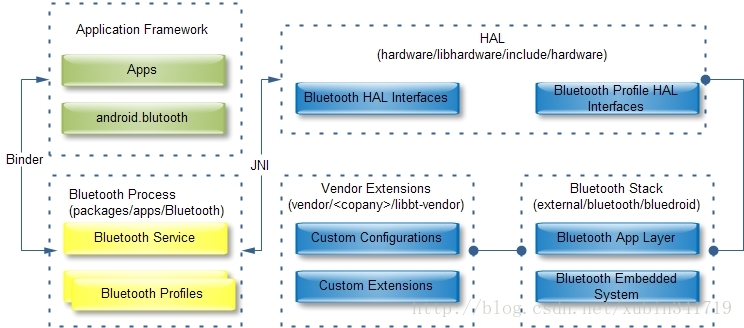 Application Framework
Apps
android.blutooth
HAL
(hardware/libhardware/include/hardware)
Bluetooth HAL Interfaces
Bluetooth Profile HAL
Interfaces
Binder
JNI
Bluetooth Process
(packages/apps/Bluetooth)
Bluetooth Service
Bluetooth Profiles
Vendor Extensions
(vendor/<copany>/libbt-vendor)
Custom Configurations
Custom Extensions
Bluetooth Stack
(external/bluetooth/bluedroid)
Bluetooth App Layer
Bluetooth Embedded
System